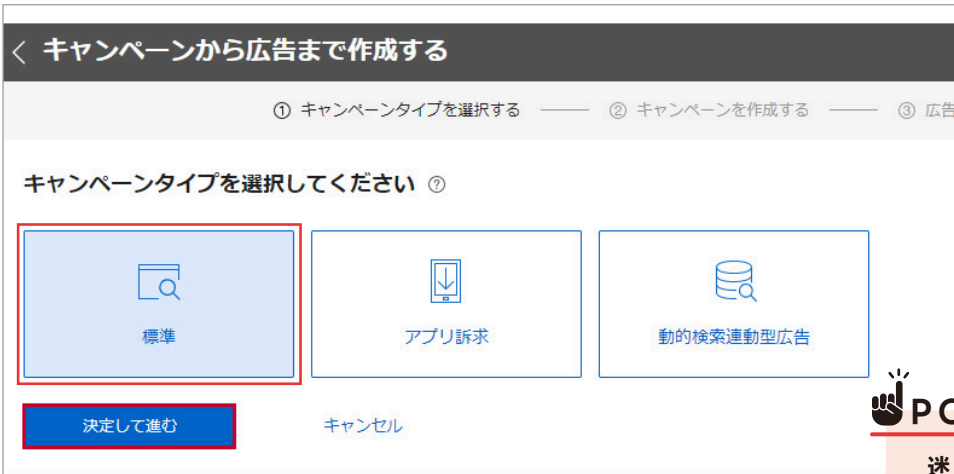 キャンペーンから広告まで作成する
① キャンペーンタイプを選択する ② キャンペーンを作成する ③ 広告
キャンペーンタイプを選択してください ?
標準 アプリ訴求 動的検索連動型広告
決定して進む キャンセル
PO
迷